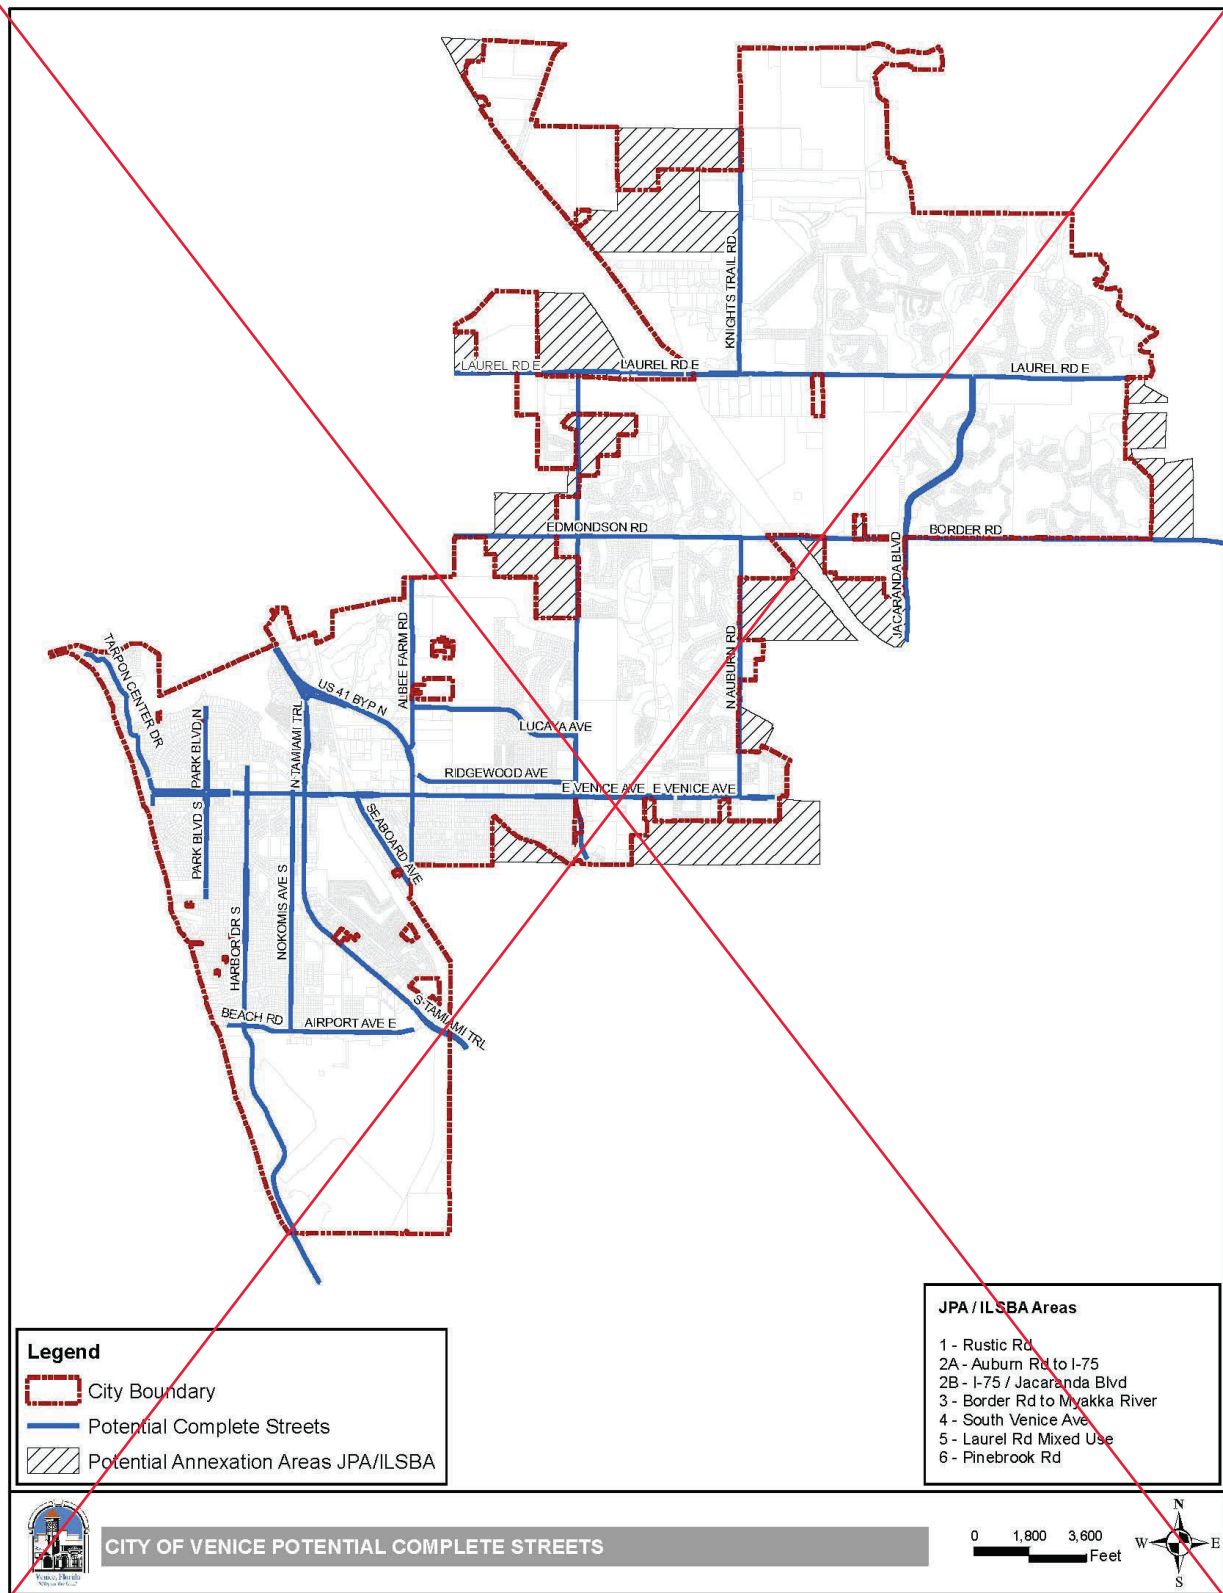 KNIGHTS TRAIL RD
LAUREL RD E
LAUREL RD E
LAUREL RD E
EDMONDSON RD
BORDER RD
JACARANDA BLVD
TARPON CENTER DR
ALBEE FARM RD
N AUBURN RD
US 41 BYP N
PARK BLVD N
N TAMIAMI TRL
LUCAYA AVE
RIDGEWOOD AVE
E VENICE AVE
E VENICE AVE
PARK BLVD S
SEABOARD AVE
HARBOR DR S
NOKOMIS AVE S
BEACH RD
AIRPORT AVE E
S TAMIAMI TRL
JPA / ILSBA Areas
1 - Rustic Rd
2A - Auburn Rd to I-75
2B - I-75 / Jacaranda Blvd
3 - Border Rd to Myakka River
4 - South Venice Ave
5 - Laurel Rd Mixed Use
6 - Pinebrook Rd
Legend
City Boundary
Potential Complete Streets
Potential Annexation Areas JPA/ILSBA
Venice, Florida
CITY OF VENICE POTENTIAL COMPLETE STREETS
0 1,800 3,600
Feet
N
W E
S